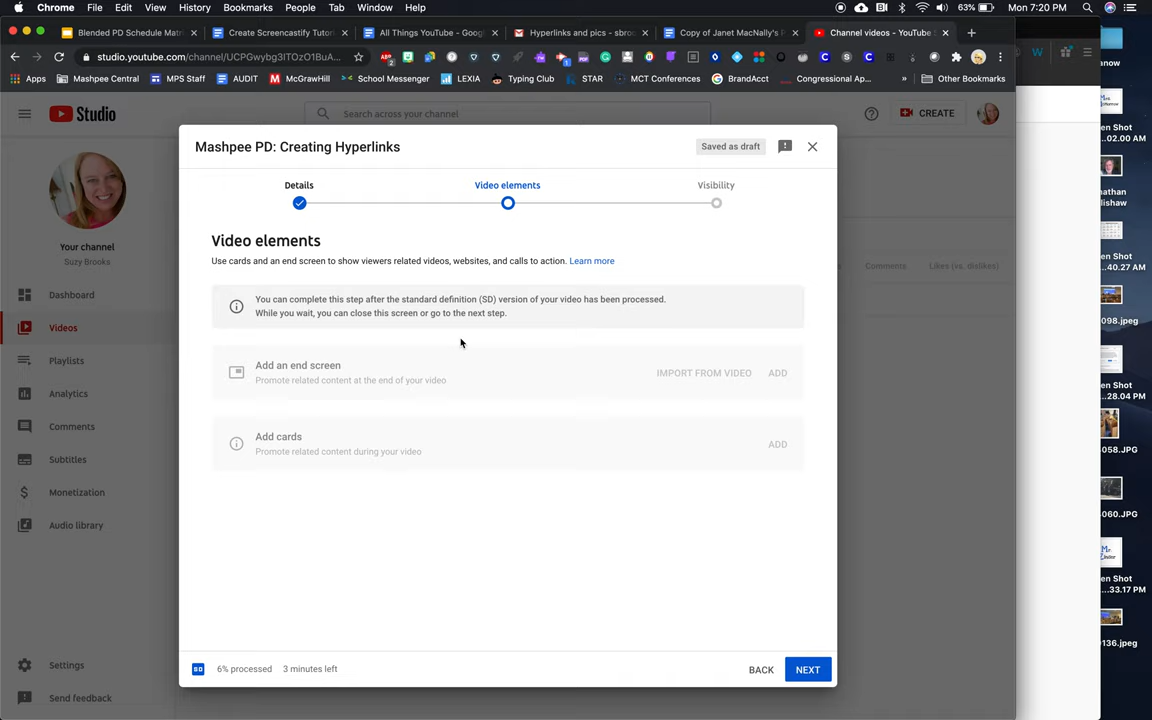 Chrome File Edit View History Bookmarks People Tab Window Help 63% Mon 7:20 PM
Blended PD Schedule Matri Create Screencastify Tutori All Things YouTube - Goog Hyperlinks and pics - sbroo Copy of Janet MacNally's P Channel videos - YouTube
studio.youtube.com/channel/UCPGwybg3ITOzO1BuA...
Apps Mashpee Central MPS Staff AUDIT McGrawHill School Messenger LEXIA Typing Club STAR MCT Conferences BrandAcct Congressional Ap... » Other Bookmarks
Studio
Search across your channel
CREATE
Your channel
Suzy Brooks
Dashboard
Videos
Playlists
Analytics
Comments
Subtitles
Monetization
Audio library
Settings
Send feedback
Mashpee PD: Creating Hyperlinks
Saved as draft
Details Video elements Visibility
Video elements
Use cards and an end screen to show viewers related videos, websites, and calls to action. Learn more
You can complete this step after the standard definition (SD) version of your video has been processed.
While you wait, you can close this screen or go to the next step.
Add an end screen
Promote related content at the end of your video
IMPORT FROM VIDEO ADD
Add cards
Promote related content during your video
ADD
SD 6% processed 3 minutes left
BACK NEXT
Comments Likes (vs. dislikes)
anow
en Shot
...02.00 AM
nathan
lishaw
en Shot
...40.27 AM
098.jpeg
en Shot
...28.04 PM
058.JPG
060.JPG
en Shot
...33.17 PM
136.jpeg